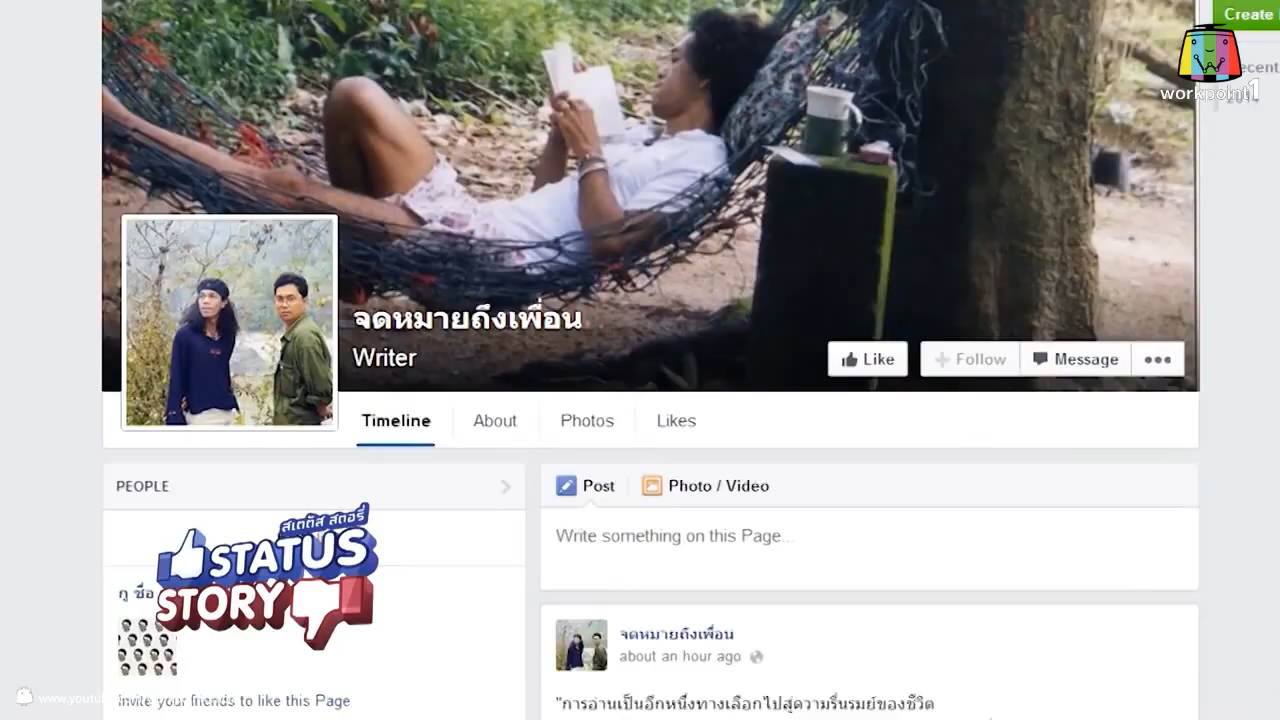 Create
ecent
workpoint1
จดหมายถึงเพื่อน
Writer
Like
Follow
Message
Timeline
About
Photos
Likes
PEOPLE
Post
Photo / Video
Write something on this Page...
สเตตัส สตอรี่
STATUS
STORY
กู ชื่อ
จดหมายถึงเพื่อน
about an hour ago
www.youtu
Invite your friends to like this Page
"การอ่านเป็นอีกหนึ่งทางเลือกไปสู่ความรื่นรมย์ของชีวิต